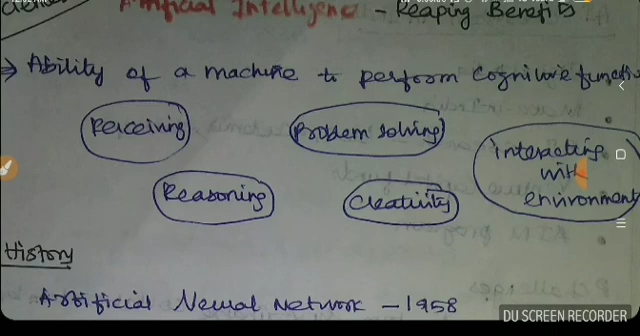 Artificial Intelligence - Reaping Benefits
⇒ Ability of a machine to perform cognitive functio
Perceiving
Problem solving
interacting
with
environment
Reasoning
Creativity
History
Artificial Neural Network - 1958
DU SCREEN RECORDER